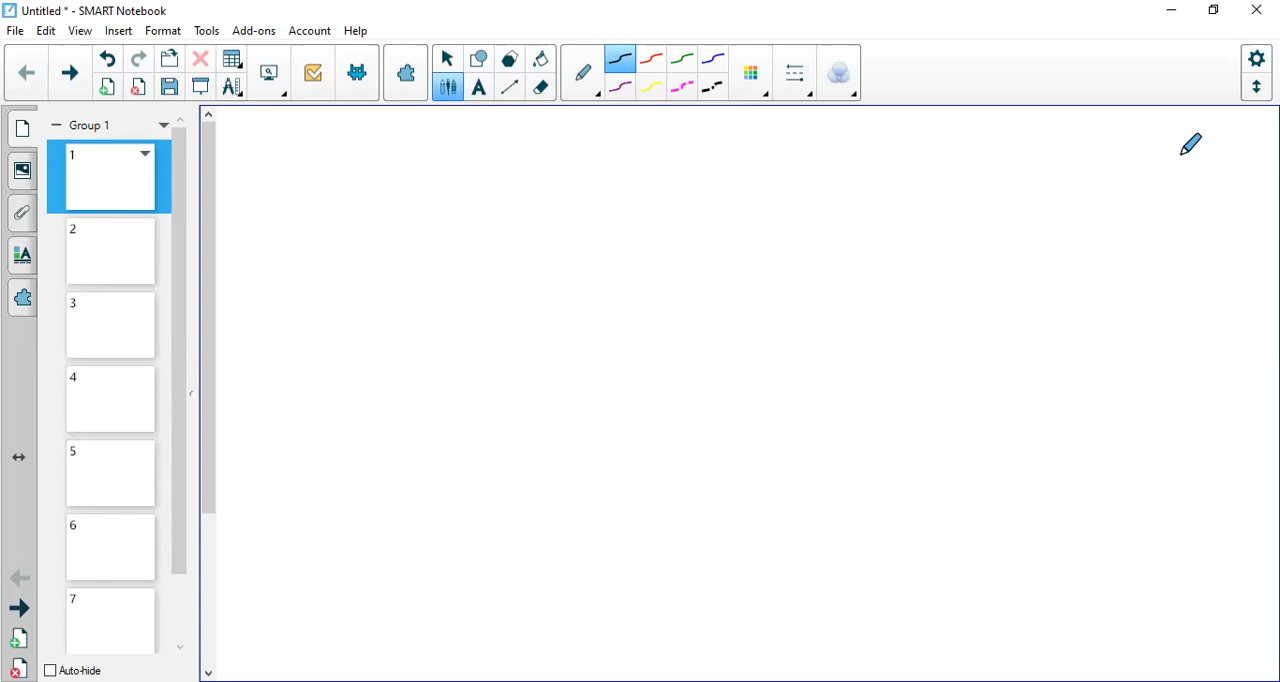 Untitled * - SMART Notebook
File Edit View Insert Format Tools Add-ons Account Help
Group 1
1
2
3
4
5
6
7
Auto-hide